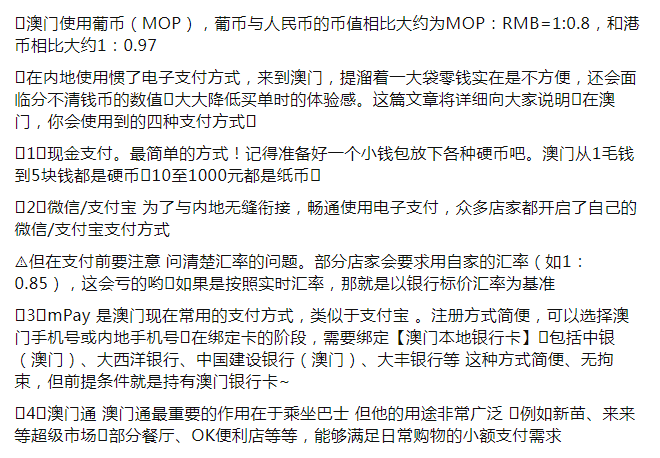 澳门使用葡币（MOP），葡币与人民币的币值相比大约为MOP：RMB=1:0.8，和港
币相比大约1：0.97
在内地使用惯了电子支付方式，来到澳门，提溜着一大袋零钱实在是不方便，还会面
临分不清钱币的数值大大降低买单时的体验感。这篇文章将详细向大家说明在澳
门，你会使用到的四种支付方式
1现金支付。最简单的方式！记得准备好一个小钱包放下各种硬币吧。澳门从1毛钱
到5块钱都是硬币10至1000元都是纸币
2微信/支付宝 为了与内地无缝衔接，畅通使用电子支付，众多店家都开启了自己的
微信/支付宝支付方式
⚠但在支付前要注意 问清楚汇率的问题。部分店家会要求用自家的汇率（如1：
0.85），这会亏的哟如果是按照实时汇率，那就是以银行标价汇率为基准
3mPay 是澳门现在常用的支付方式，类似于支付宝 。注册方式简便，可以选择澳
门手机号或内地手机号在绑定卡的阶段，需要绑定【澳门本地银行卡】包括中银
（澳门）、大西洋银行、中国建设银行（澳门）、大丰银行等 这种方式简便、无拘
束，但前提条件就是持有澳门银行卡~
4澳门通 澳门通最重要的作用在于乘坐巴士 但他的用途非常广泛 例如新苗、来来
等超级市场部分餐厅、OK便利店等等，能够满足日常购物的小额支付需求